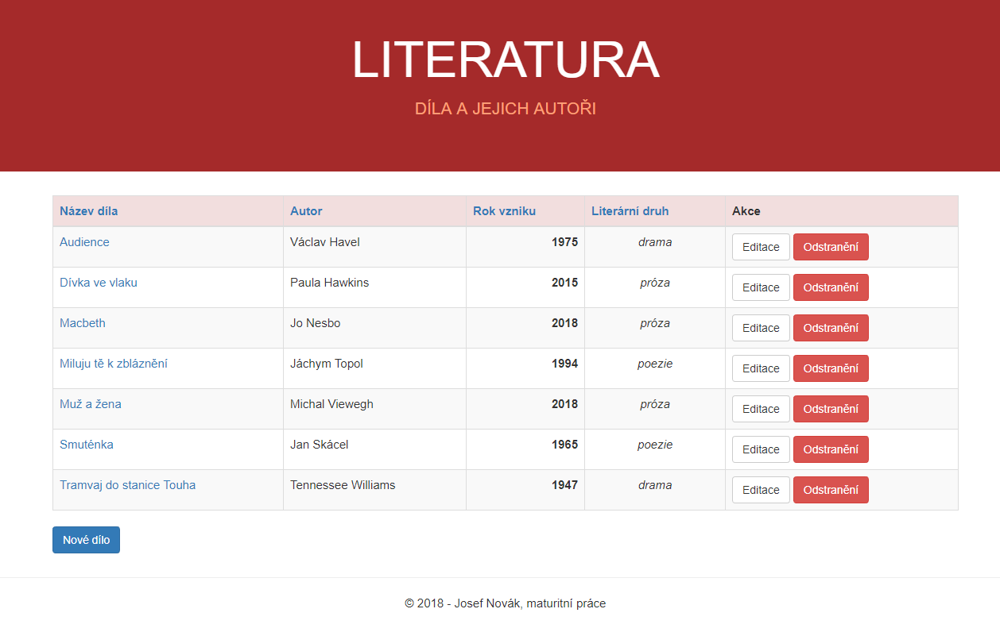 LITERATURA
DÍLA A JEJICH AUTOŘI
Název díla Autor Rok vzniku Literární druh Akce
Audience Václav Havel 1975 drama Editace Odstranění
Dívka ve vlaku Paula Hawkins 2015 próza Editace Odstranění
Macbeth Jo Nesbo 2018 próza Editace Odstranění
Miluju tě k zbláznění Jáchym Topol 1994 poezie Editace Odstranění
Muž a žena Michal Viewegh 2018 próza Editace Odstranění
Smuténka Jan Skácel 1965 poezie Editace Odstranění
Tramvaj do stanice Touha Tennessee Williams 1947 drama Editace Odstranění
Nové dílo
© 2018 - Josef Novák, maturitní práce